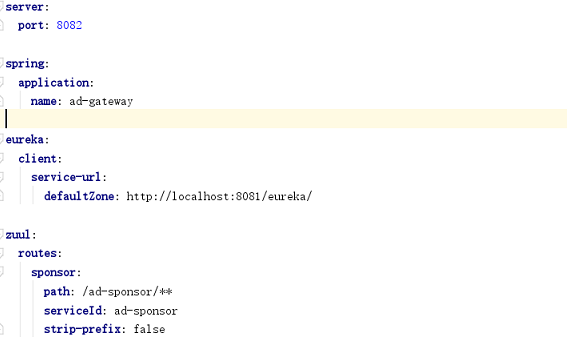 server:
  port: 8082
spring:
  application:
    name: ad-gateway
eureka:
  client:
    service-url:
      defaultZone: http://localhost:8081/eureka/
zuul:
  routes:
    sponsor:
      path: /ad-sponsor/**
      serviceId: ad-sponsor
      strip-prefix: false